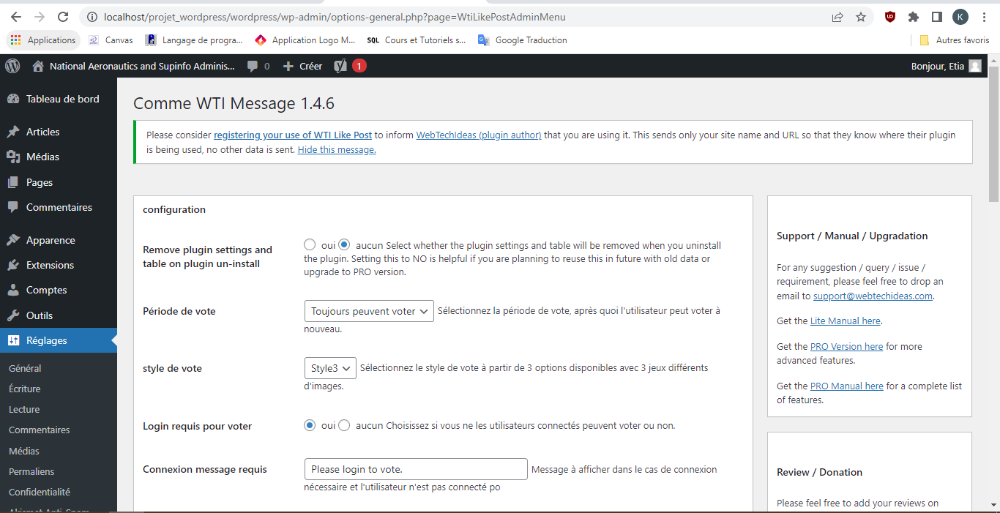 localhost/projet_wordpress/wordpress/wp-admin/options-general.php?page=WtiLikePostAdminMenu
K
Applications
Canvas
Langage de progra...
Application Logo M...
SQL Cours et Tutoriels s...
Google Traduction
Autres favoris
National Aeronautics and Supinfo Adminis...
0
Créer
1
Bonjour, Etia
Tableau de bord
Articles
Médias
Pages
Commentaires
Apparence
Extensions
Comptes
Outils
Réglages
Général
Écriture
Lecture
Commentaires
Médias
Permaliens
Confidentialité
Akismet Anti-Spam
Comme WTI Message 1.4.6
Please consider registering your use of WTI Like Post to inform WebTechIdeas (plugin author) that you are using it. This sends only your site name and URL so that they know where their plugin
is being used, no other data is sent. Hide this message.
configuration
Remove plugin settings and
table on plugin un-install
oui aucun Select whether the plugin settings and table will be removed when you uninstall
the plugin. Setting this to NO is helpful if you are planning to reuse this in future with old data or
upgrade to PRO version.
Période de vote
Toujours peuvent voter Sélectionnez la période de vote, après quoi l'utilisateur peut voter à
nouveau.
style de vote
Style3 Sélectionnez le style de vote à partir de 3 options disponibles avec 3 jeux différents
d'images.
Login requis pour voter
oui aucun Choisissez si vous ne les utilisateurs connectés peuvent voter ou non.
Connexion message requis
Please login to vote. Message à afficher dans le cas de connexion
nécessaire et l'utilisateur n'est pas connecté po
Support / Manual / Upgradation
For any suggestion / query / issue /
requirement, please feel free to drop an
email to support@webtechideas.com.
Get the Lite Manual here.
Get the PRO Version here for more
advanced features.
Get the PRO Manual here for a complete list
of features.
Review / Donation
Please feel free to add your reviews on